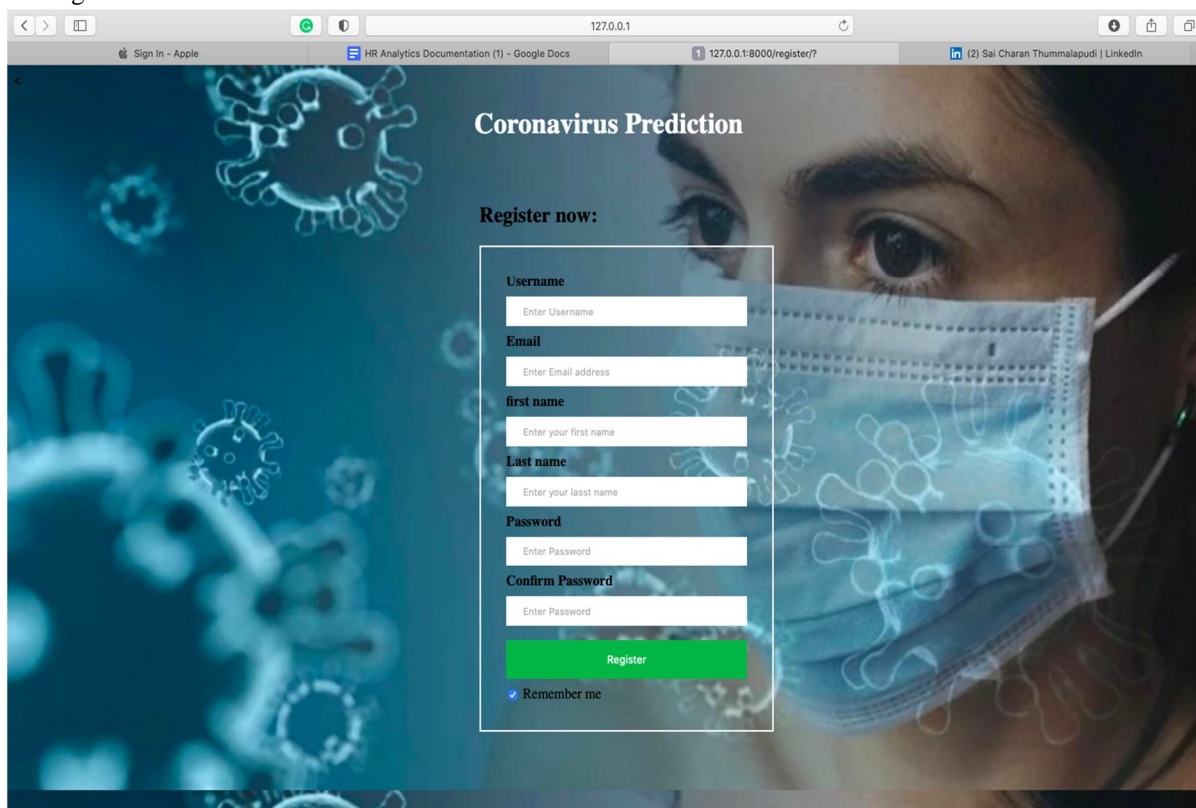 127.0.0.1
Sign In - Apple
HR Analytics Documentation (1) - Google Docs
1 127.0.0.1:8000/register/?
in (2) Sai Charan Thummalapudi | LinkedIn
<
Coronavirus Prediction
Register now:
Username
Enter Username
Email
Enter Email address
first name
Enter your first name
Last name
Enter your lasst name
Password
Enter Password
Confirm Password
Enter Password
Register
Remember me